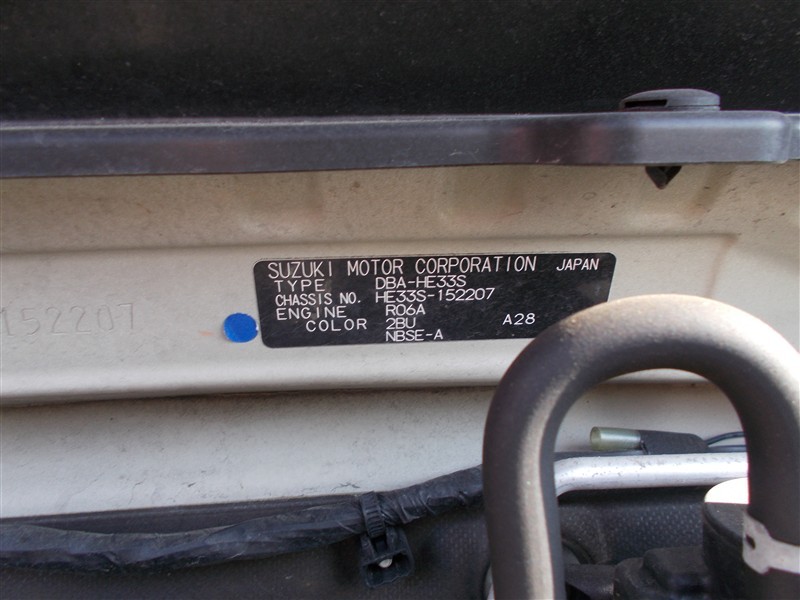 SUZUKI MOTOR CORPORATION JAPAN
TYPE DBA-HE33S
CHASSIS NO. HE33S-152207
ENGINE R06A
COLOR 2BU A28
NBSE-A
152207